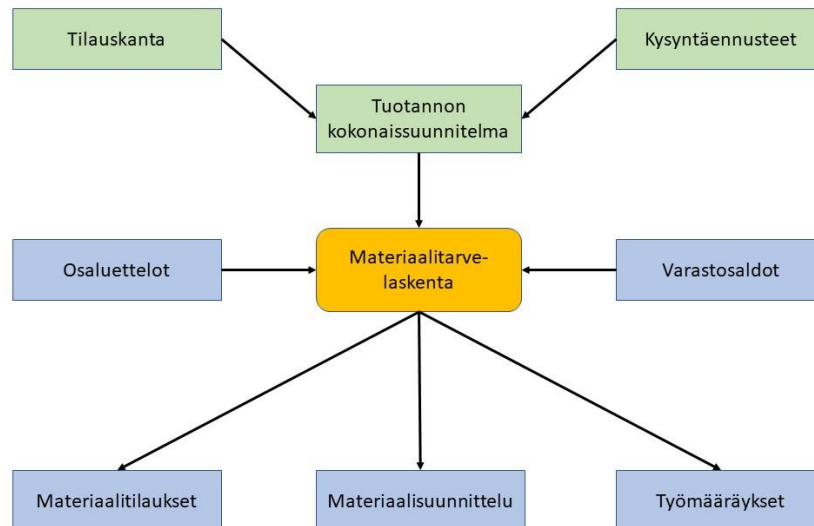 Tilauskanta
Kysyntäennusteet
Tuotannon
kokonaissuunnitelma
Osaluettelot
Materiaalitarve-
laskenta
Varastosaldot
Materiaalitilaukset
Materiaalisuunnittelu
Työmääräykset